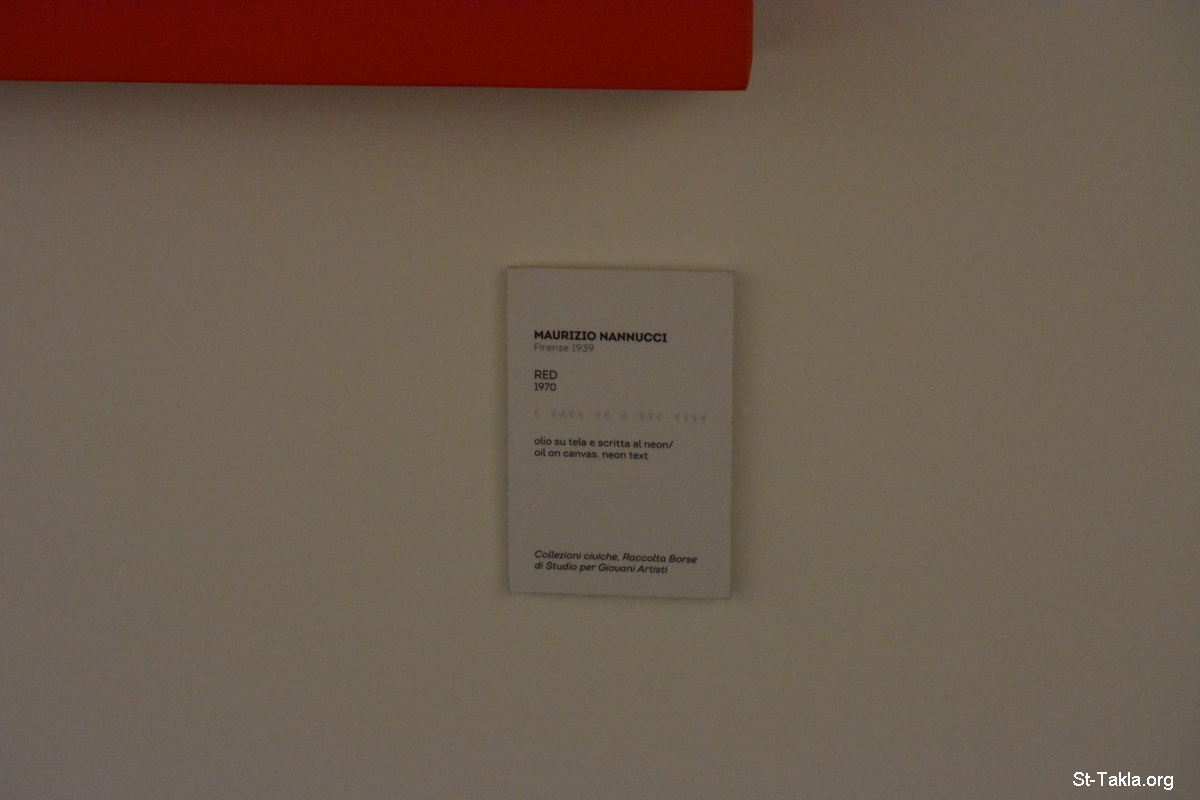 MAURIZIO NANNUCCI
Firenze 1939
RED
1970
olio su tela e scritta al neon/
oil on canvas, neon text
Collezioni civiche, Raccolta Borse
di Studio per Giovani Artisti
St-Takla.org